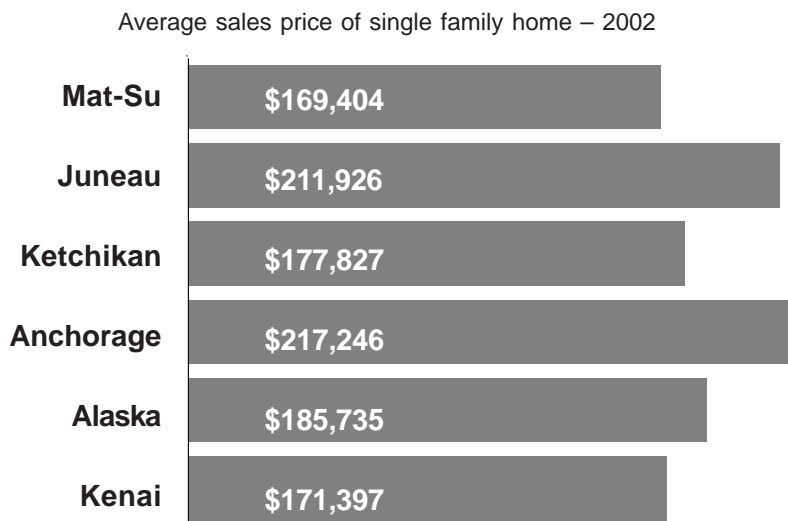 Average sales price of single family home – 2002
Mat-Su $169,404
Juneau $211,926
Ketchikan $177,827
Anchorage $217,246
Alaska $185,735
Kenai $171,397